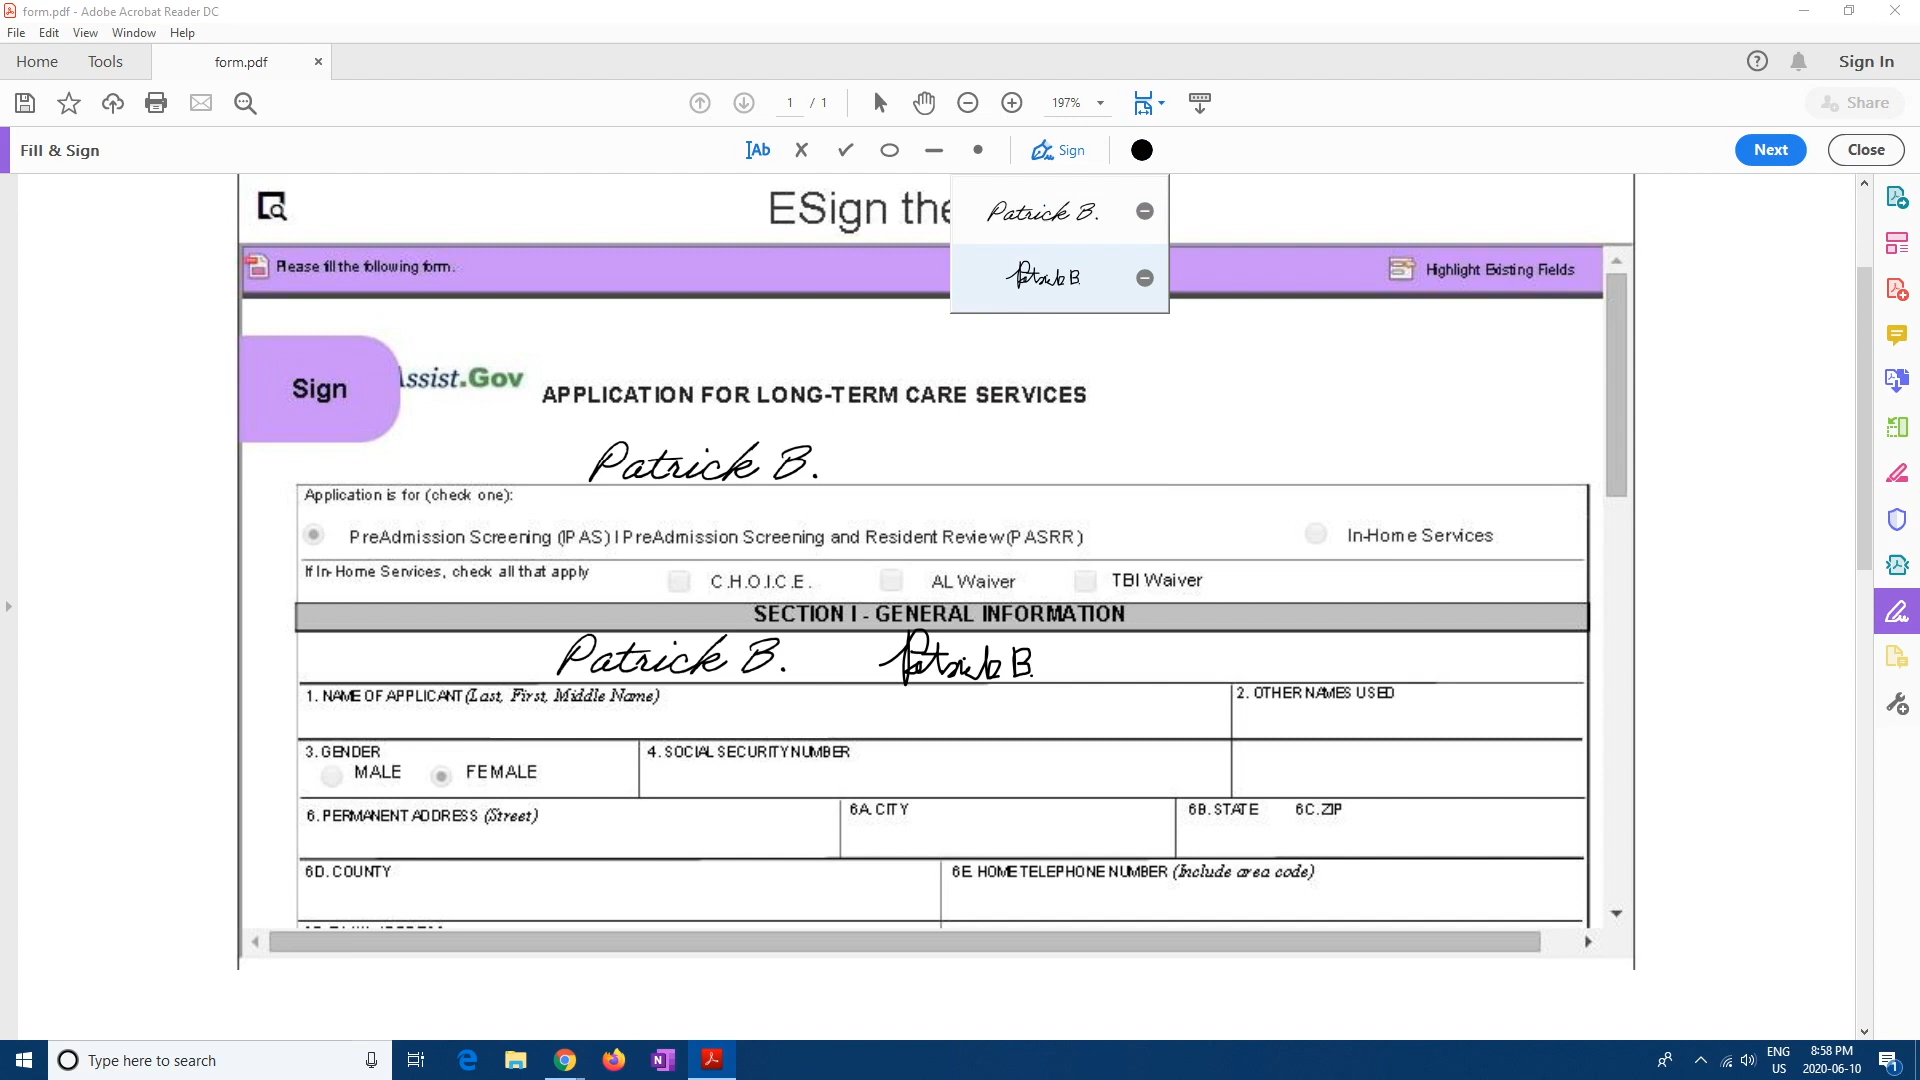 form.pdf - Adobe Acrobat Reader DC
File Edit View Window Help
Home Tools form.pdf × Sign In
1 / 1 197% Share
Fill & Sign Ab Sign Next Close
ESign the
Patrick B.
Patrick B.
Please fill the following form. Highlight Existing Fields
Sign
ssist.Gov
APPLICATION FOR LONG-TERM CARE SERVICES
Patrick B.
Application is for (check one):
PreAdmission Screening (IPAS) I PreAdmission Screening and Resident Review (PASRR) In-Home Services
If In-Home Services, check all that apply C.H.O.I.C.E. AL Waiver TBI Waiver
SECTION I - GENERAL INFORMATION
Patrick B. Patrick B.
1. NAME OF APPLICANT (Last, First, Middle Name) 2. OTHER NAMES USED
3. GENDER 4. SOCIAL SECURITY NUMBER
MALE FEMALE
6. PERMANENT ADDRESS (Street) 6A. CITY 6B. STATE 6C. ZIP
6D. COUNTY 6E. HOME TELEPHONE NUMBER (Include area code)
Type here to search
ENG 8:58 PM
US 2020-06-10
1